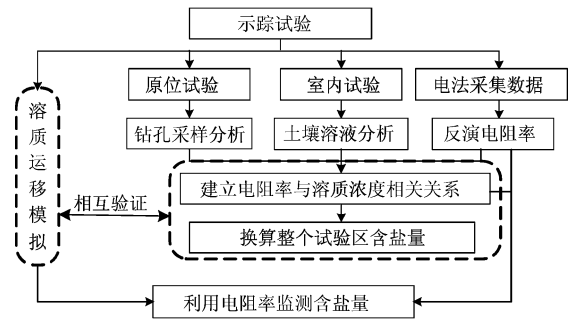 示踪试验
原位试验
室内试验
电法采集数据
钻孔采样分析
土壤溶液分析
反演电阻率
溶质运移模拟
相互验证
建立电阻率与溶质浓度相关关系
换算整个试验区含盐量
利用电阻率监测含盐量